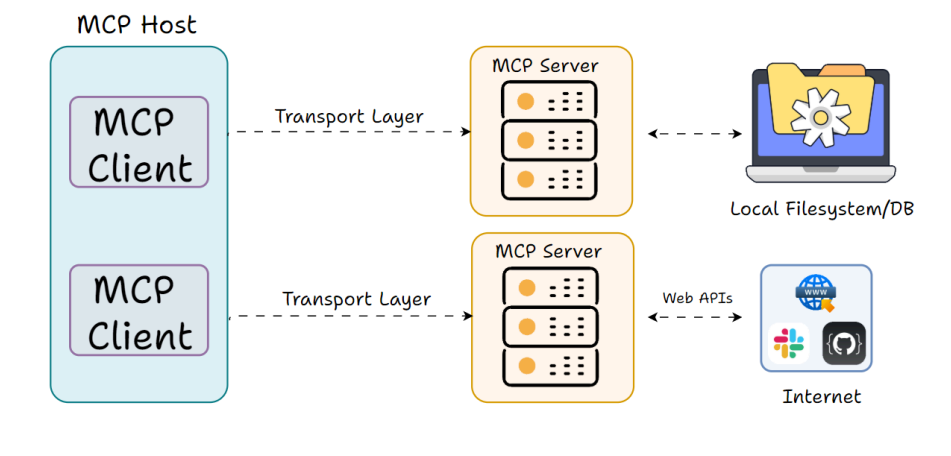 MCP Host
MCP
Client
Transport Layer
MCP Server
Local Filesystem/DB
MCP
Client
Transport Layer
MCP Server
Web APIs
WWW
Internet